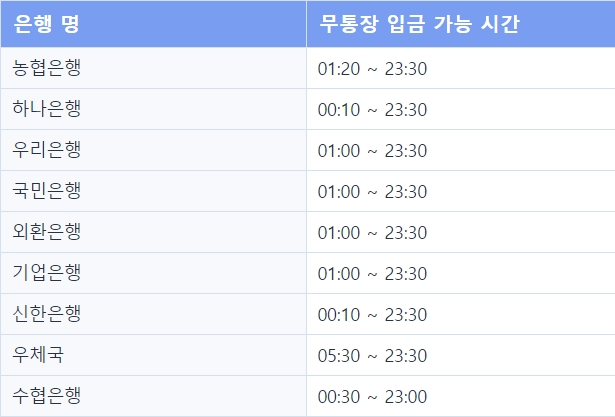 은행 명 무통장 입금 가능 시간
농협은행 01:20 ~ 23:30
하나은행 00:10 ~ 23:30
우리은행 01:00 ~ 23:30
국민은행 01:00 ~ 23:30
외환은행 01:00 ~ 23:30
기업은행 01:00 ~ 23:30
신한은행 00:10 ~ 23:30
우체국 05:30 ~ 23:30
수협은행 00:30 ~ 23:00